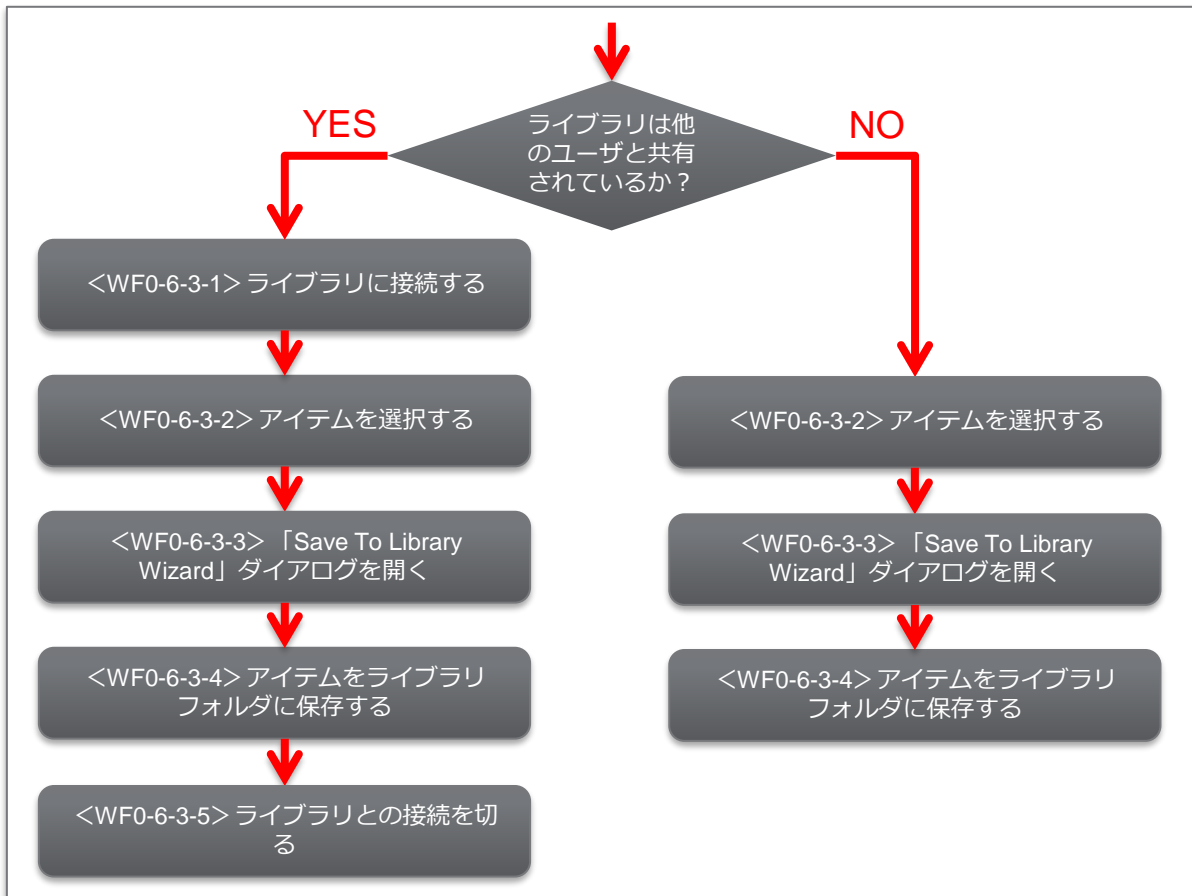 YES
ライブラリは他
のユーザと共有
されているか？
NO
＜WF0-6-3-1＞ライブラリに接続する
＜WF0-6-3-2＞アイテムを選択する
＜WF0-6-3-3＞「Save To Library
Wizard」ダイアログを開く
＜WF0-6-3-4＞アイテムをライブラリ
フォルダに保存する
＜WF0-6-3-5＞ライブラリとの接続を切
る
＜WF0-6-3-2＞アイテムを選択する
＜WF0-6-3-3＞「Save To Library
Wizard」ダイアログを開く
＜WF0-6-3-4＞アイテムをライブラリ
フォルダに保存する